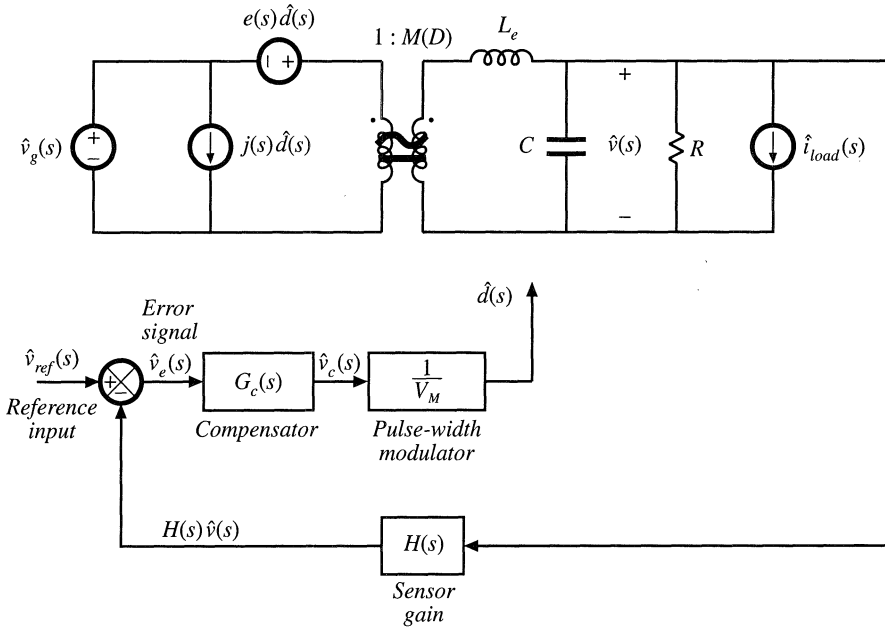 e(s) d̂(s)
1 : M(D)
L_e
+
−
+
v̂_g(s)
+
−
j(s) d̂(s)
C
v̂(s)
R
î_load(s)
−
d̂(s)
Error
signal
v̂_ref(s)
v̂_e(s)
v̂_c(s)
+
−
G_c(s)
1
V_M
Reference
input
Compensator
Pulse-width
modulator
H(s) v̂(s)
H(s)
Sensor
gain